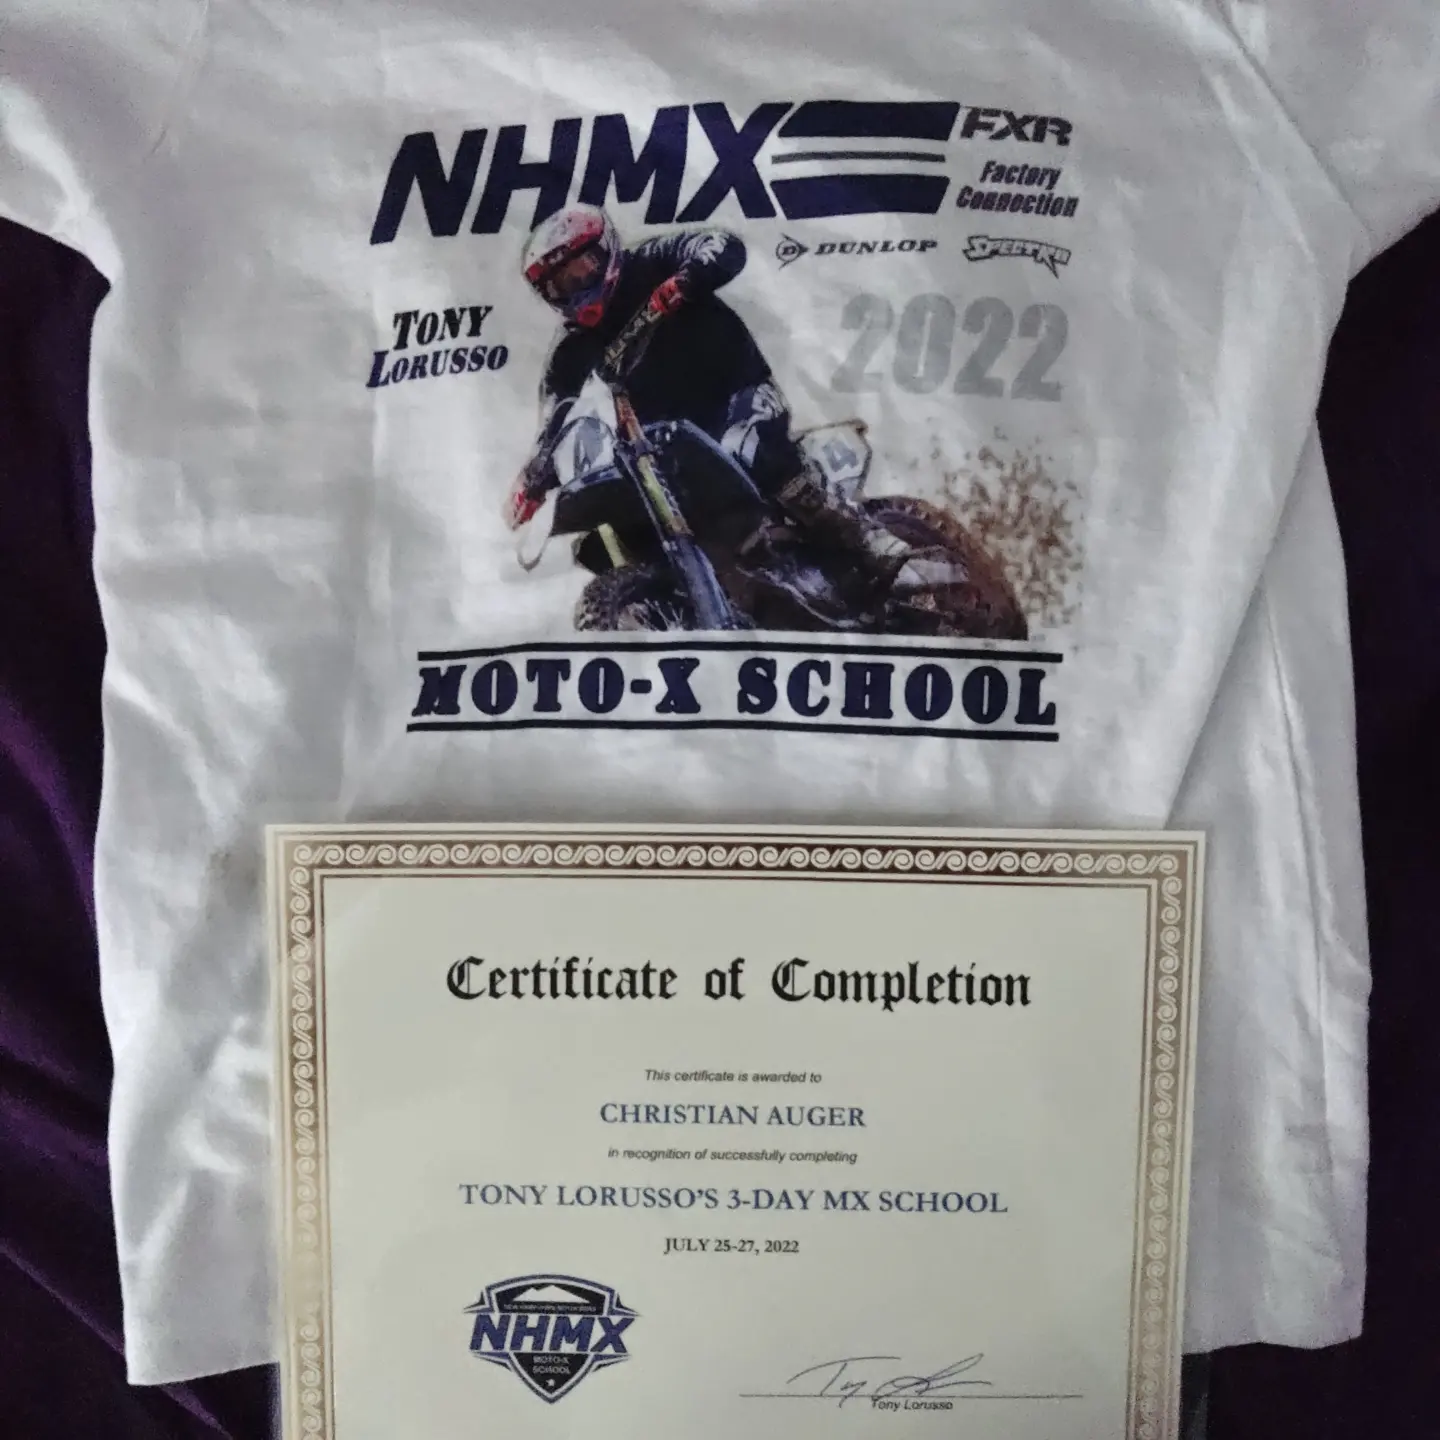 NHMX
FXR
Factory
Connection
DUNLOP
SPECTRO
TONY
LORUSSO
2022
4
MOTO-X SCHOOL
Certificate of Completion
This certificate is awarded to
CHRISTIAN AUGER
in recognition of successfully completing
TONY LORUSSO'S 3-DAY MX SCHOOL
JULY 25-27, 2022
NHMX
MOTO-X
SCHOOL
Tony Lorusso